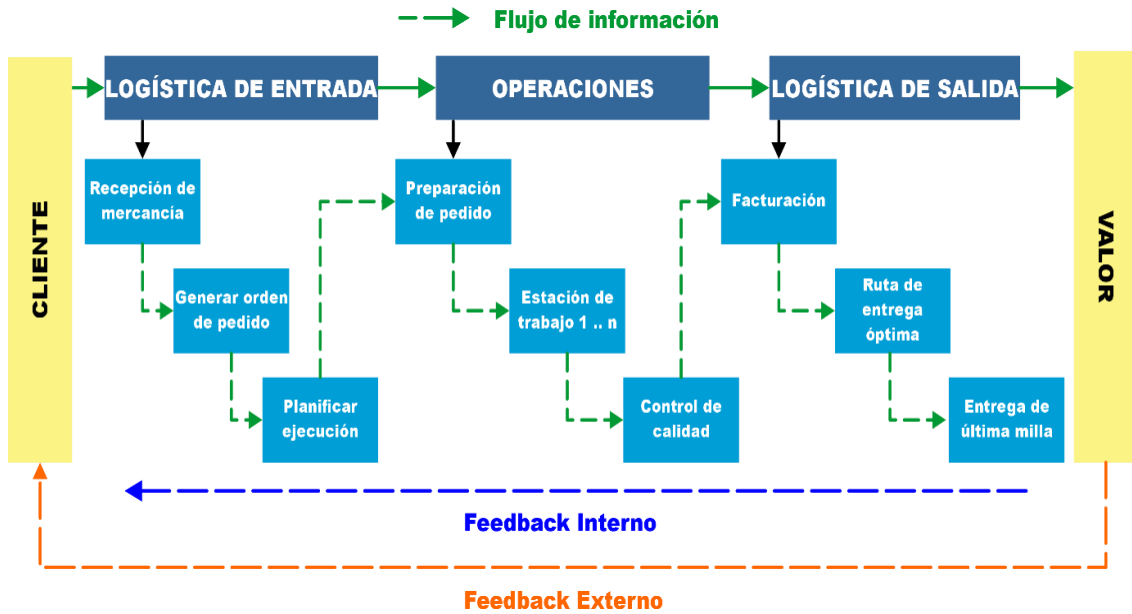 Flujo de información
CLIENTE
LOGÍSTICA DE ENTRADA
OPERACIONES
LOGÍSTICA DE SALIDA
VALOR
Recepción de
mercancía
Generar orden
de pedido
Planificar
ejecución
Preparación
de pedido
Estación de
trabajo 1 .. n
Control de
calidad
Facturación
Ruta de
entrega
óptima
Entrega de
última milla
Feedback Interno
Feedback Externo